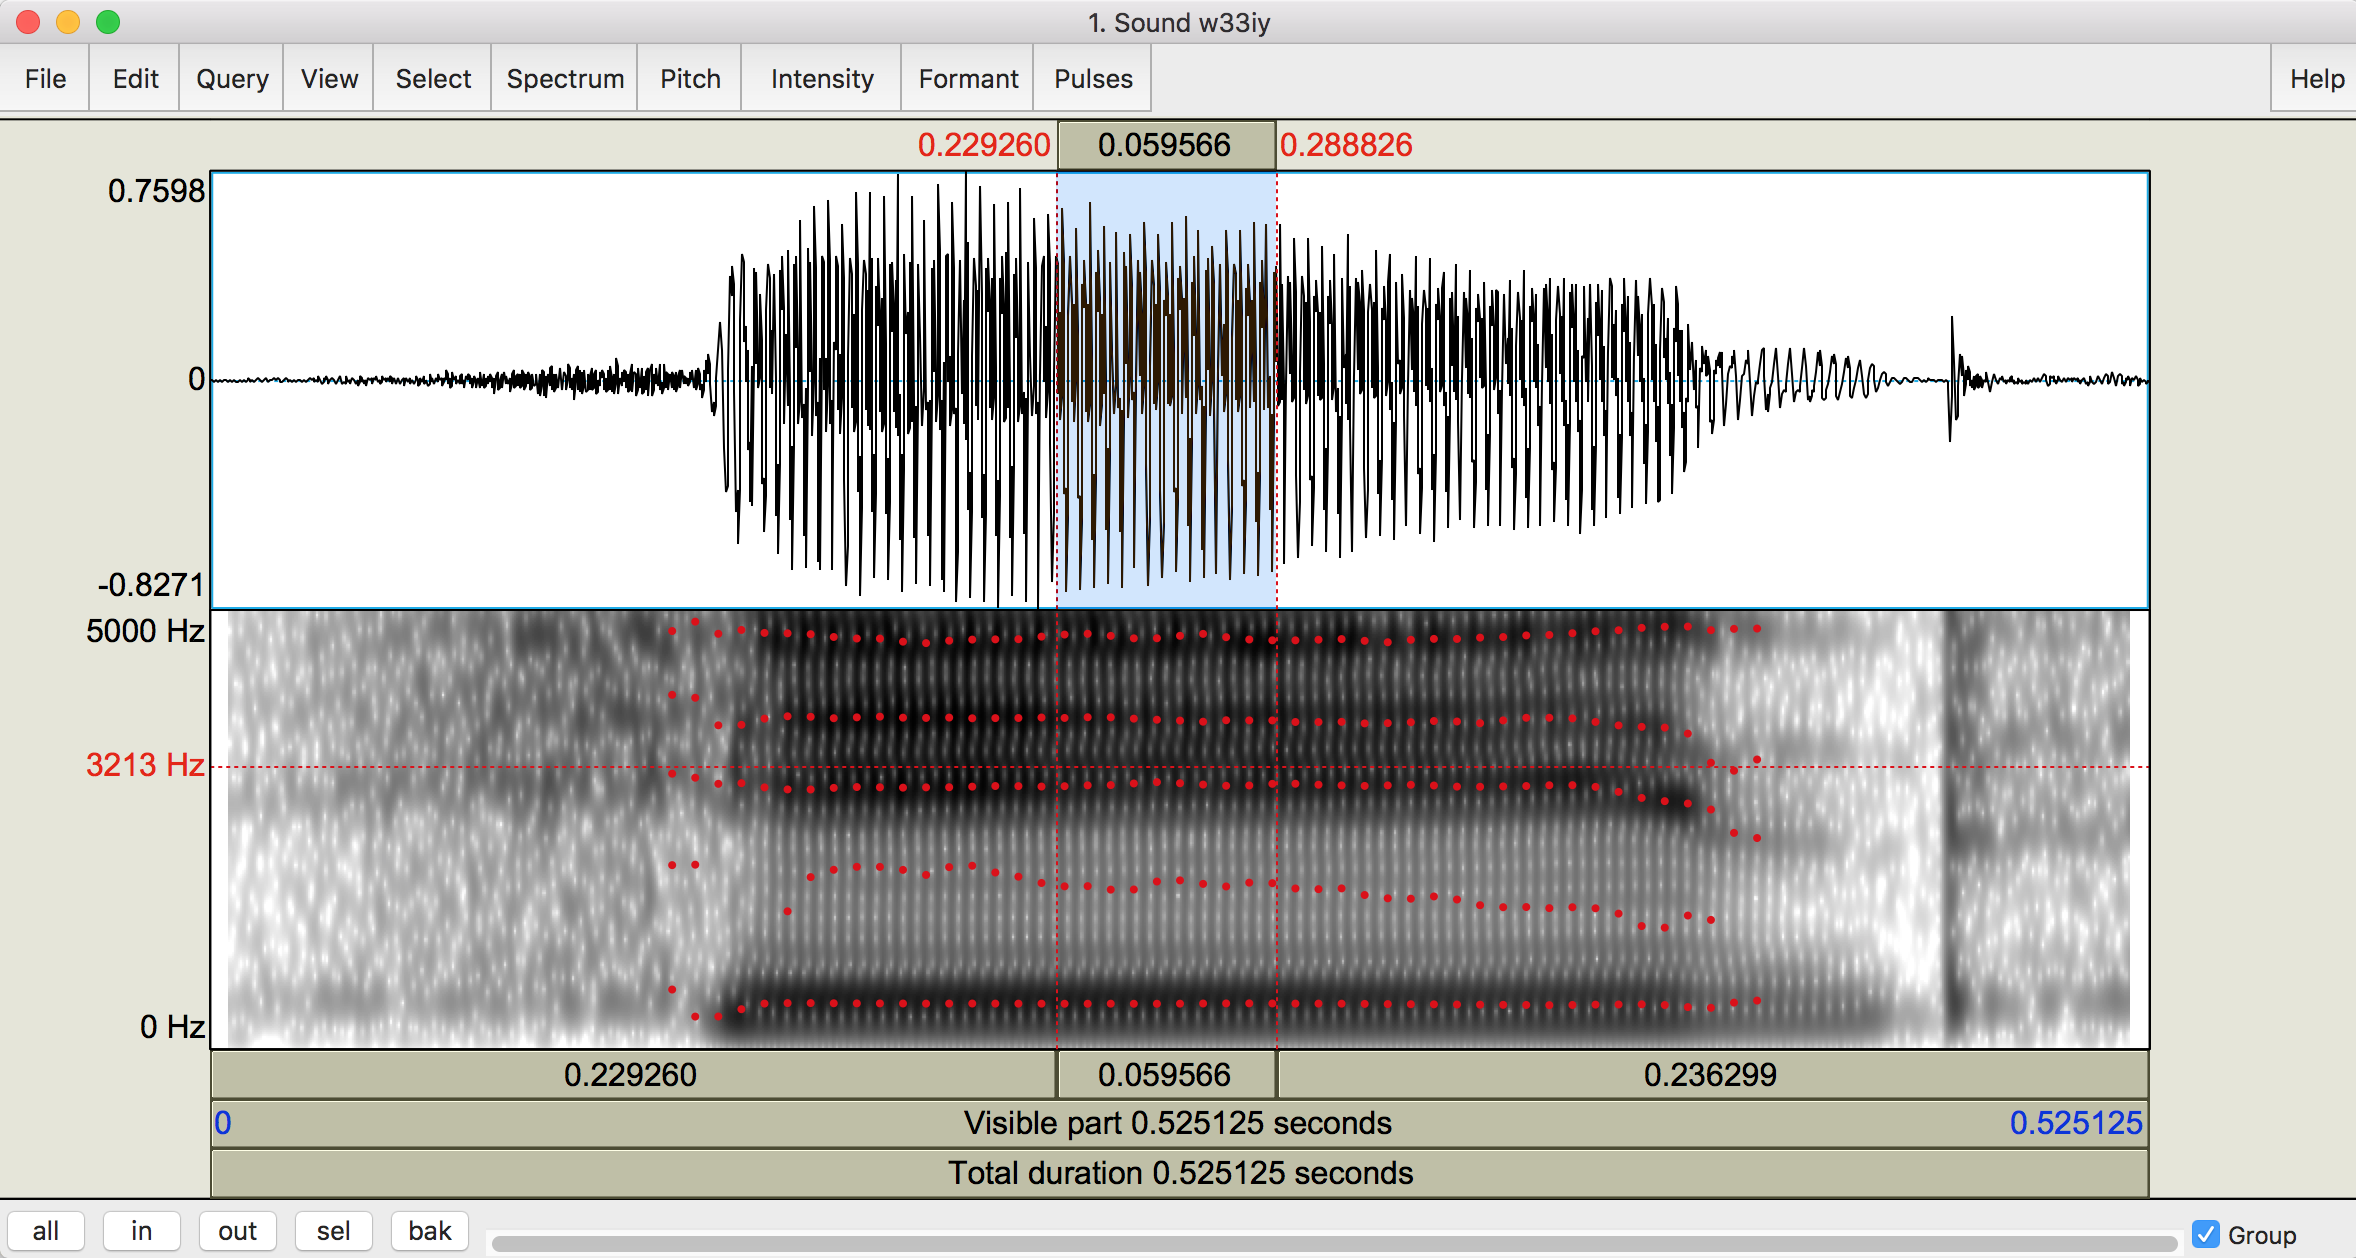 1. Sound w33iy
File Edit Query View Select Spectrum Pitch Intensity Formant Pulses Help
0.229260 0.059566 0.288826
0.7598
0
-0.8271
5000 Hz
3213 Hz
0 Hz
0.229260 0.059566 0.236299
0 Visible part 0.525125 seconds 0.525125
Total duration 0.525125 seconds
all in out sel bak Group